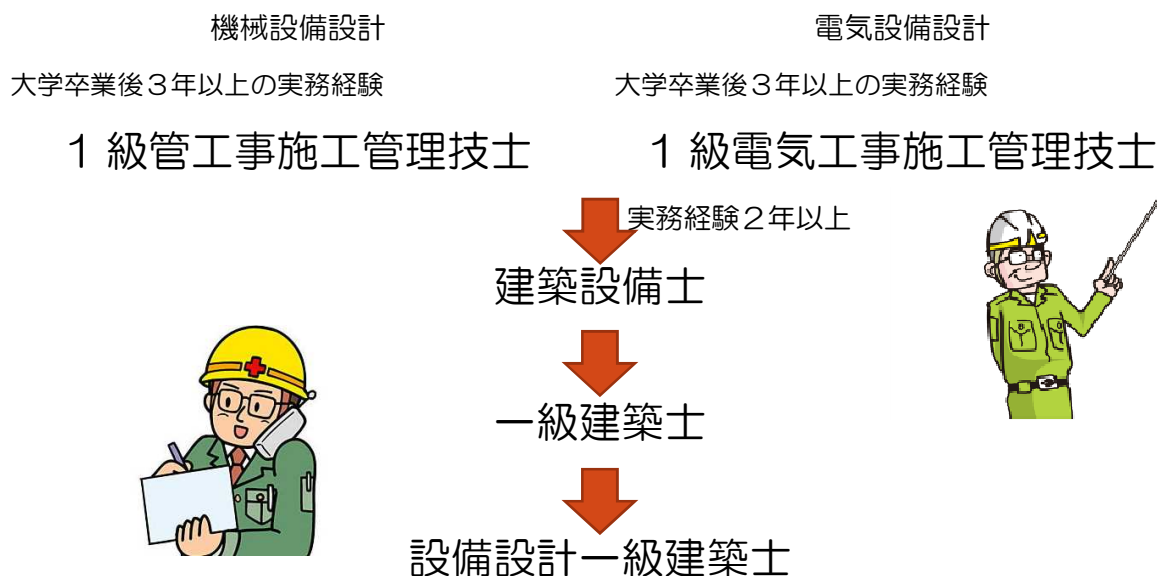 機械設備設計
電気設備設計
大学卒業後３年以上の実務経験
大学卒業後３年以上の実務経験
１級管工事施工管理技士
１級電気工事施工管理技士
実務経験２年以上
建築設備士
一級建築士
設備設計一級建築士